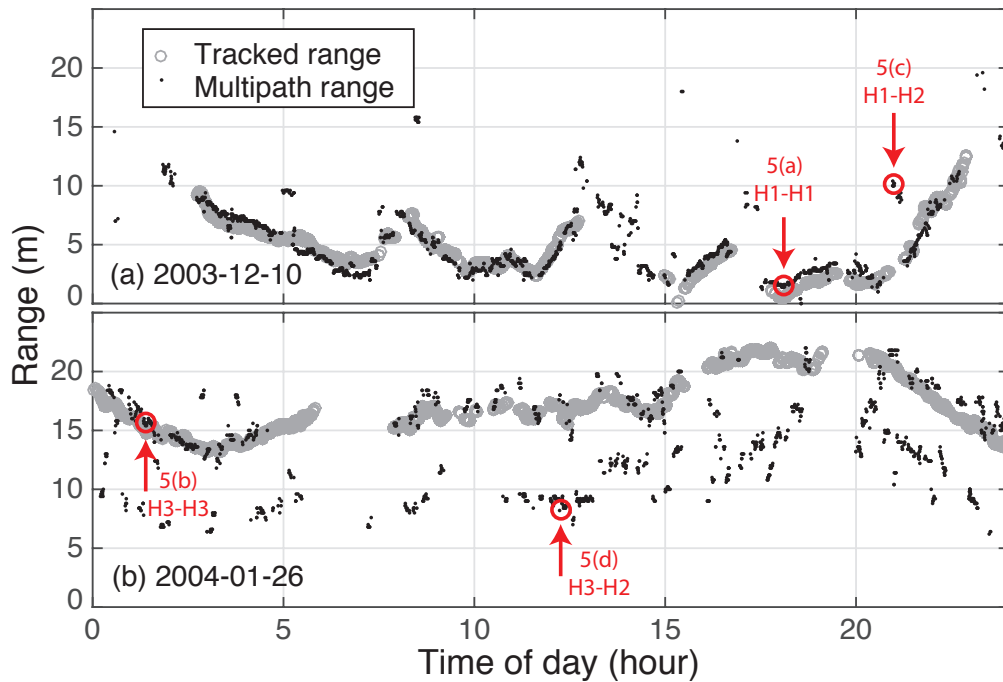 Tracked range
Multipath range
5(c)
H1-H2
5(a)
H1-H1
20
15
10
5
0
(a) 2003-12-10
Range (m)
20
15
10
5
0
5(b)
H3-H3
5(d)
H3-H2
(b) 2004-01-26
0 5 10 15 20
Time of day (hour)